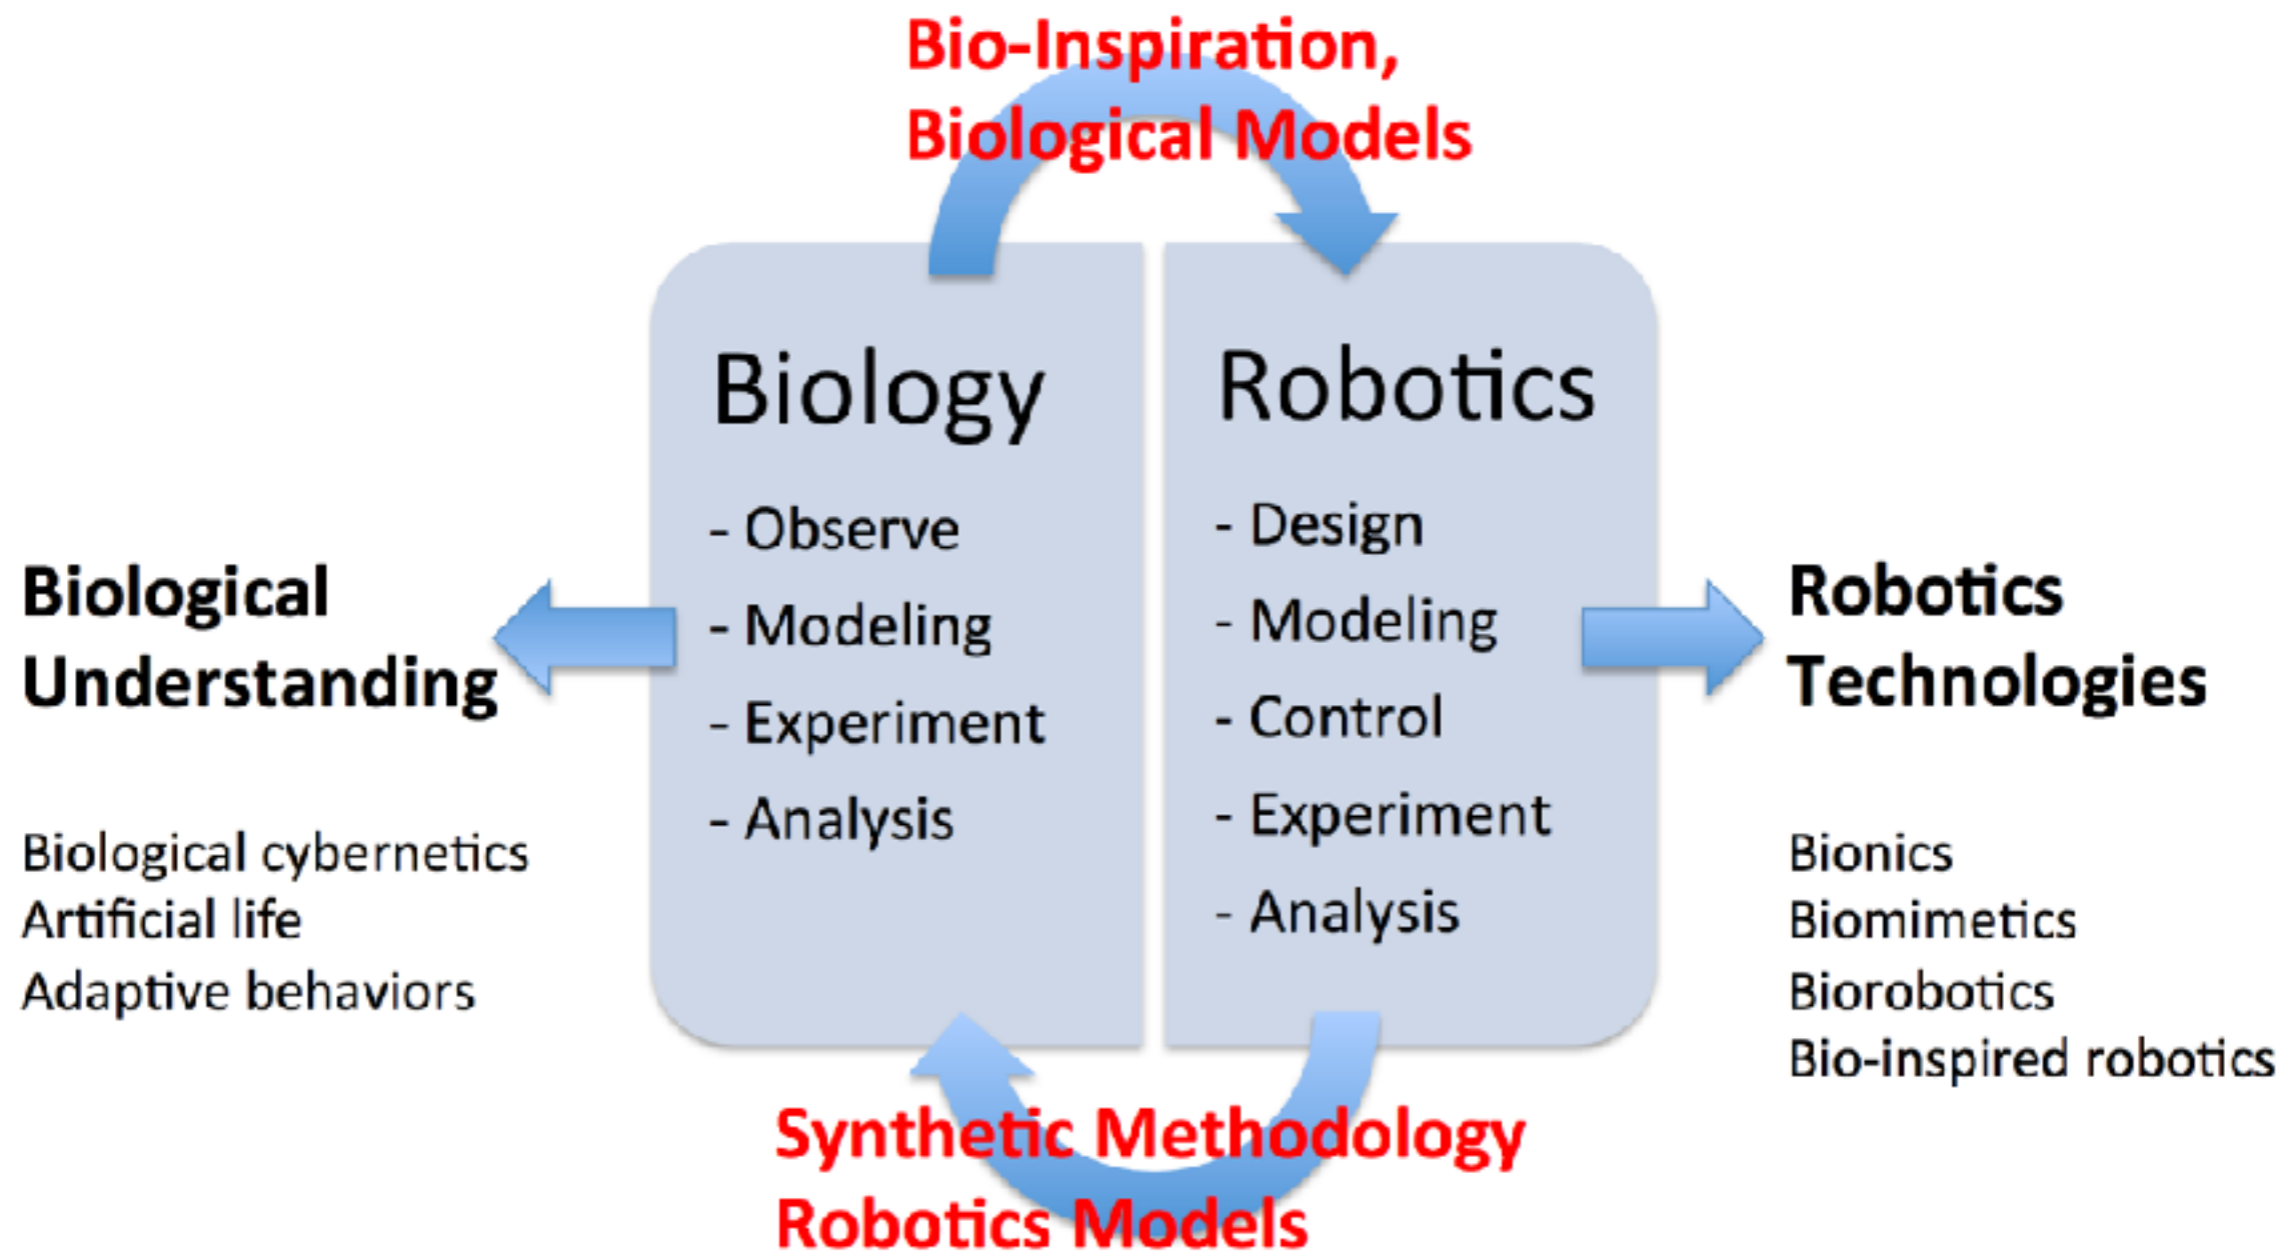 Bio-Inspiration,
Biological Models
Biology
- Observe
- Modeling
- Experiment
- Analysis
Robotics
- Design
- Modeling
- Control
- Experiment
- Analysis
Biological
Understanding
Biological cybernetics
Artificial life
Adaptive behaviors
Robotics
Technologies
Bionics
Biomimetics
Biorobotics
Bio-inspired robotics
Synthetic Methodology
Robotics Models